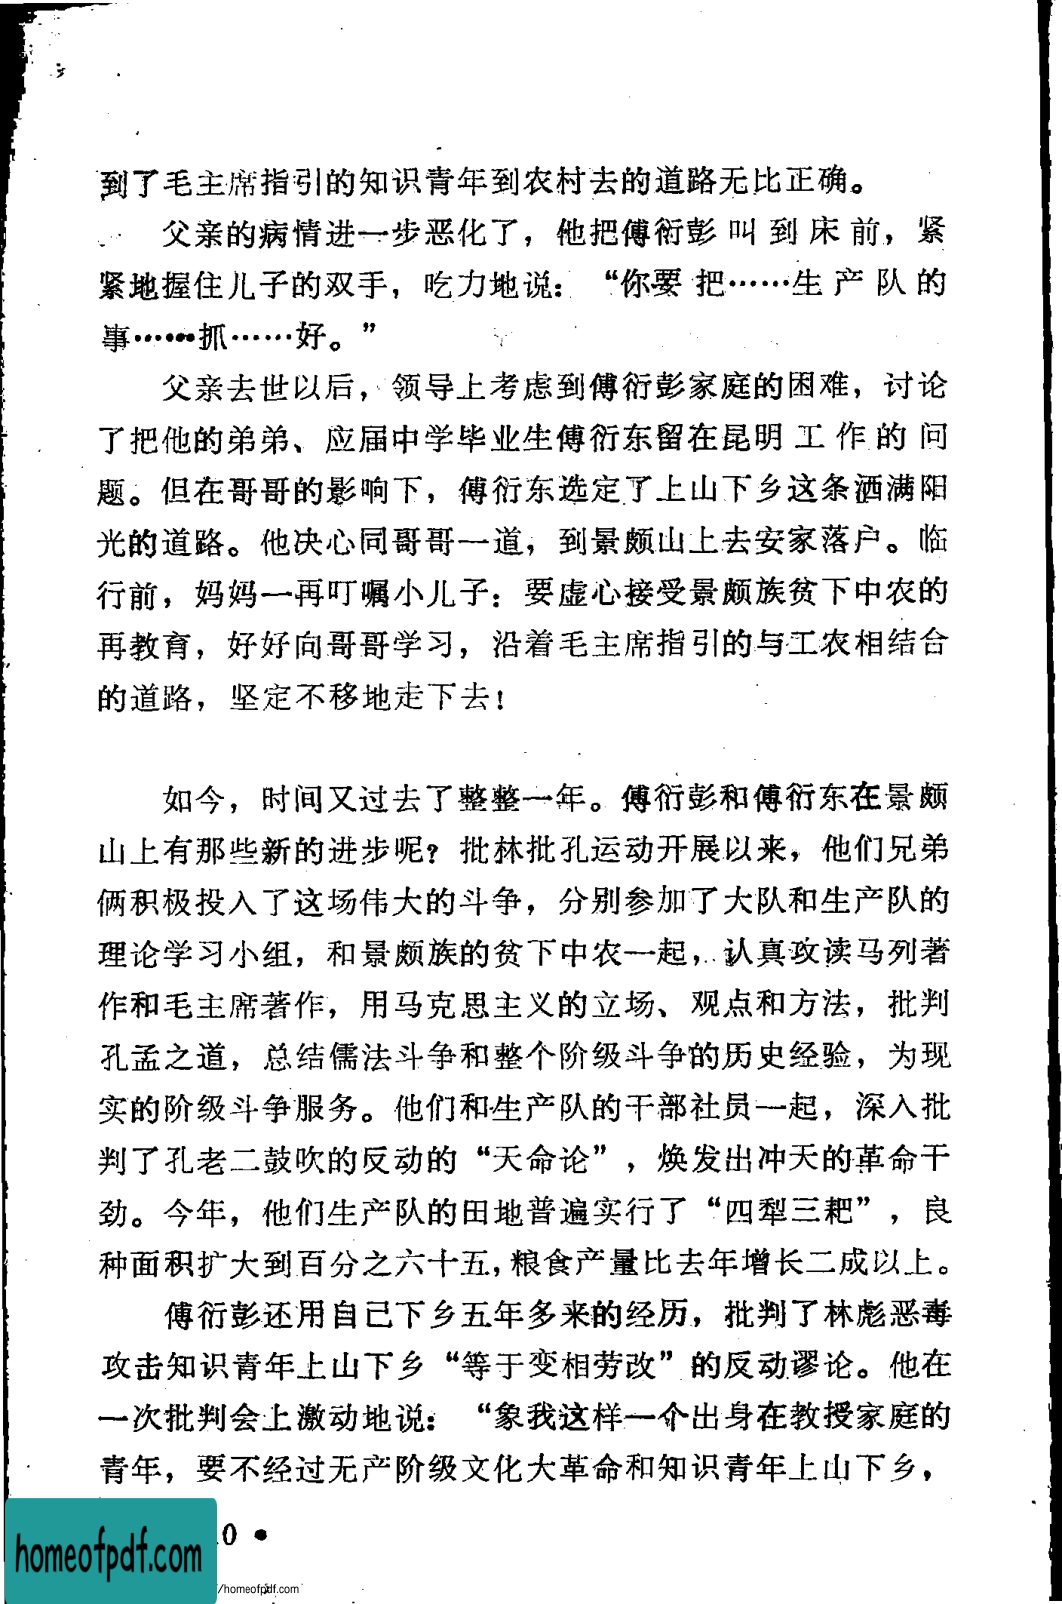 到了毛主席指引的知识青年到农村去的道路无比正确。
父亲的病情进一步恶化了，他把傅衍彭叫到床前，紧
紧地握住儿子的双手，吃力地说：“你要把……生产队的
事……抓……好。”
父亲去世以后，领导上考虑到傅衍彭家庭的困难，讨论
了把他的弟弟、应届中学毕业生傅衍东留在昆明工作的问
题。但在哥哥的影响下，傅衍东选定了上山下乡这条洒满阳
光的道路。他决心同哥哥一道，到景颇山上去安家落户。临
行前，妈妈一再叮嘱小儿子：要虚心接受景颇族贫下中农的
再教育，好好向哥哥学习，沿着毛主席指引的与工农相结合
的道路，坚定不移地走下去！
如今，时间又过去了整整一年。傅衍彭和傅衍东在景颇
山上有那些新的进步呢？批林批孔运动开展以来，他们兄弟
俩积极投入了这场伟大的斗争，分别参加了大队和生产队的
理论学习小组，和景颇族的贫下中农一起，认真攻读马列著
作和毛主席著作，用马克思主义的立场、观点和方法，批判
孔孟之道，总结儒法斗争和整个阶级斗争的历史经验，为现
实的阶级斗争服务。他们和生产队的干部社员一起，深入批
判了孔老二鼓吹的反动的“天命论”，焕发出冲天的革命干
劲。今年，他们生产队的田地普遍实行了“四犁三耙”，良
种面积扩大到百分之六十五，粮食产量比去年增长二成以上。
傅衍彭还用自己下乡五年多来的经历，批判了林彪恶毒
攻击知识青年上山下乡“等于变相劳改”的反动谬论。他在
一次批判会上激动地说：“象我这样一个出身在教授家庭的
青年，要不经过无产阶级文化大革命和知识青年上山下乡，
0 •
homeofpdf.com
/homeofpdf.com